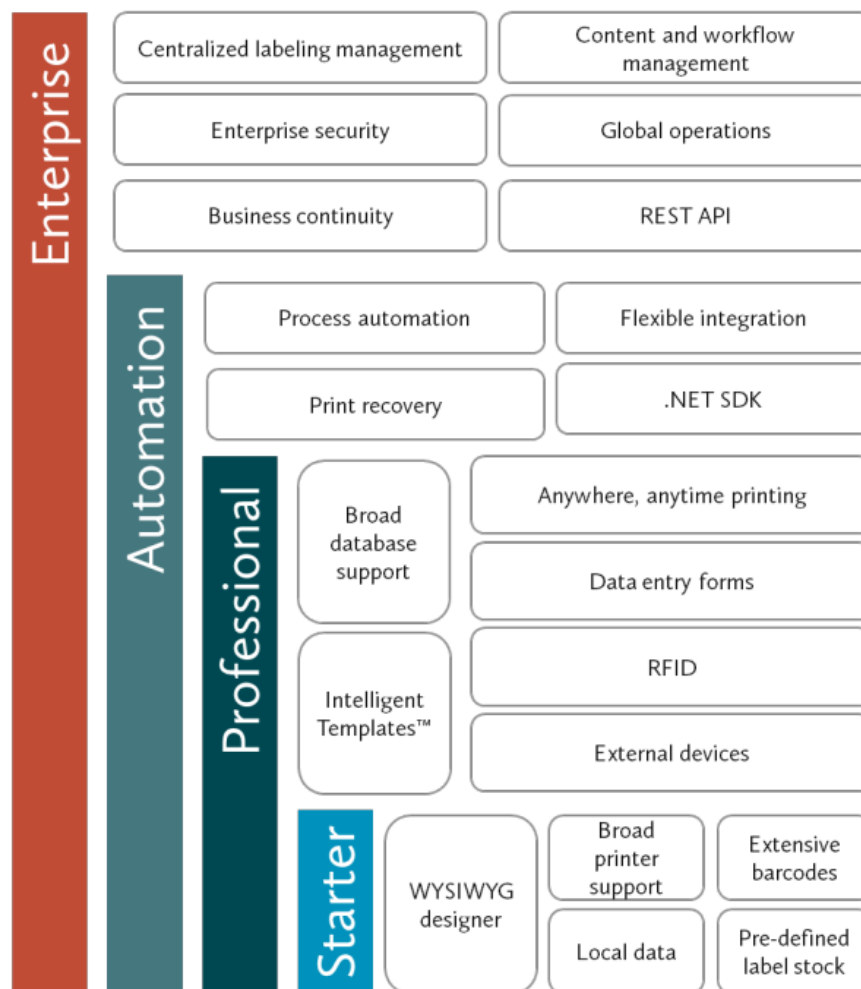 Enterprise
Centralized labeling management
Content and workflow
management
Enterprise security
Global operations
Business continuity
REST API
Automation
Process automation
Flexible integration
Print recovery
.NET SDK
Professional
Broad
database
support
Anywhere, anytime printing
Data entry forms
Intelligent
Templates™
RFID
External devices
Starter
WYSIWYG
designer
Broad
printer
support
Extensive
barcodes
Local data
Pre-defined
label stock